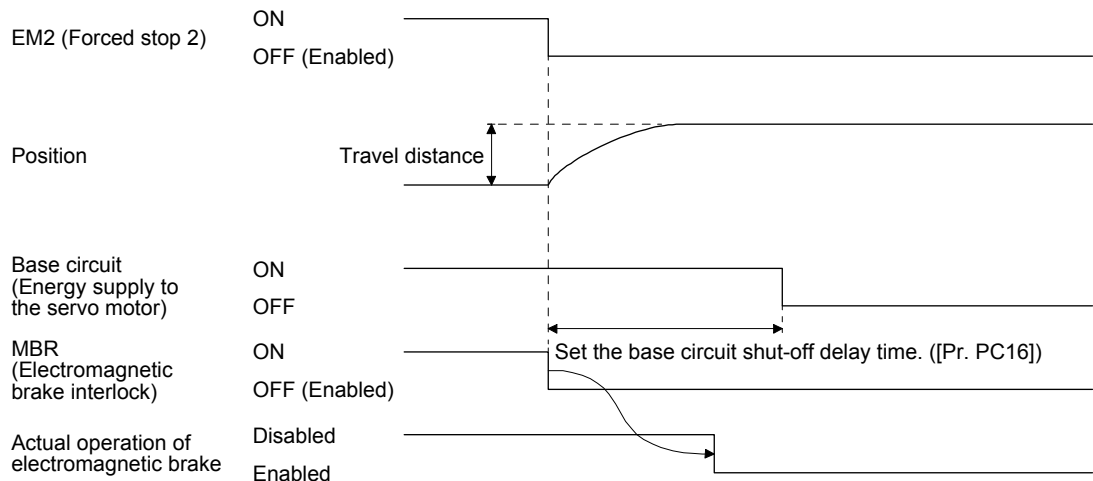 EM2 (Forced stop 2)
ON
OFF (Enabled)
Position
Travel distance
Base circuit
(Energy supply to
the servo motor)
ON
OFF
Set the base circuit shut-off delay time. ([Pr. PC16])
MBR
(Electromagnetic
brake interlock)
ON
OFF (Enabled)
Actual operation of
electromagnetic brake
Disabled
Enabled